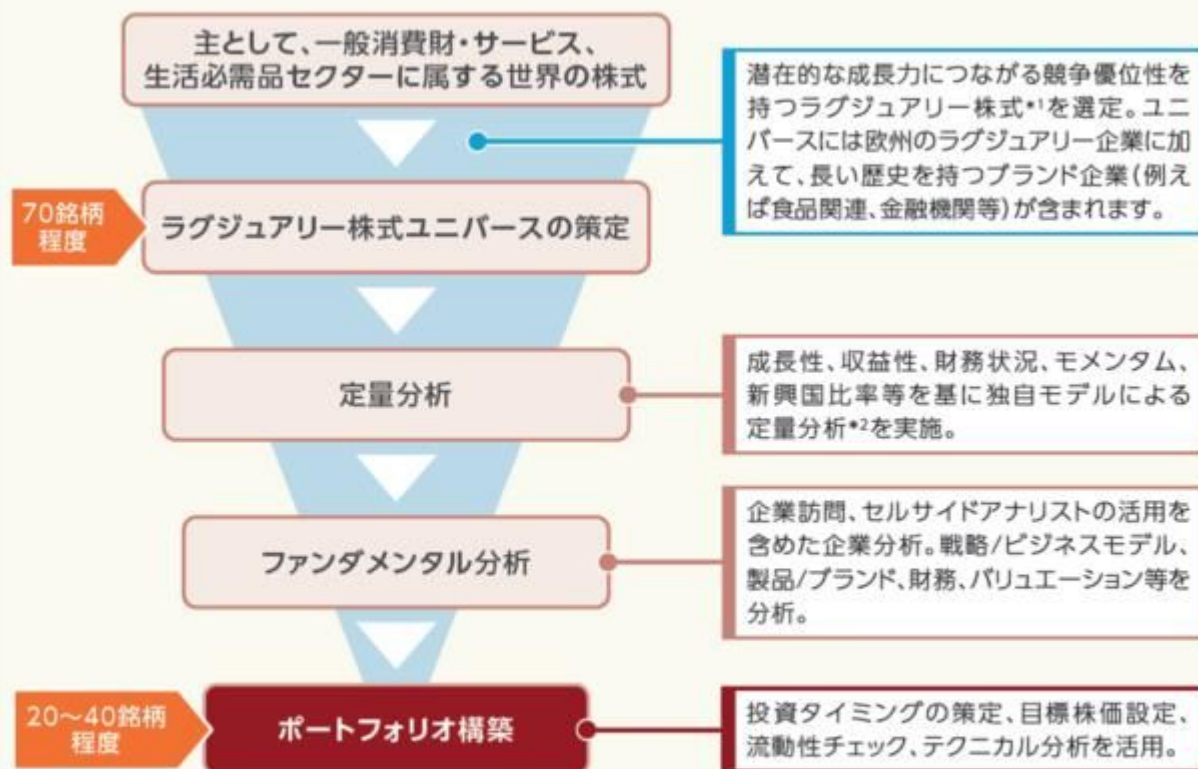 主として、一般消費財・サービス、
生活必需品セクターに属する世界の株式
潜在的な成長力につながる競争優位性を
持つラグジュアリー株式*1を選定。ユニ
バースには欧州のラグジュアリー企業に加
えて、長い歴史を持つブランド企業(例え
ば食品関連、金融機関等)が含まれます。
70銘柄
程度
ラグジュアリー株式ユニバースの策定
定量分析
成長性、収益性、財務状況、モメンタム、
新興国比率等を基に独自モデルによる
定量分析*2を実施。
ファンダメンタル分析
企業訪問、セルサイドアナリストの活用を
含めた企業分析。戦略/ビジネスモデル、
製品/ブランド、財務、バリュエーション等を
分析。
20〜40銘柄
程度
ポートフォリオ構築
投資タイミングの策定、目標株価設定、
流動性チェック、テクニカル分析を活用。